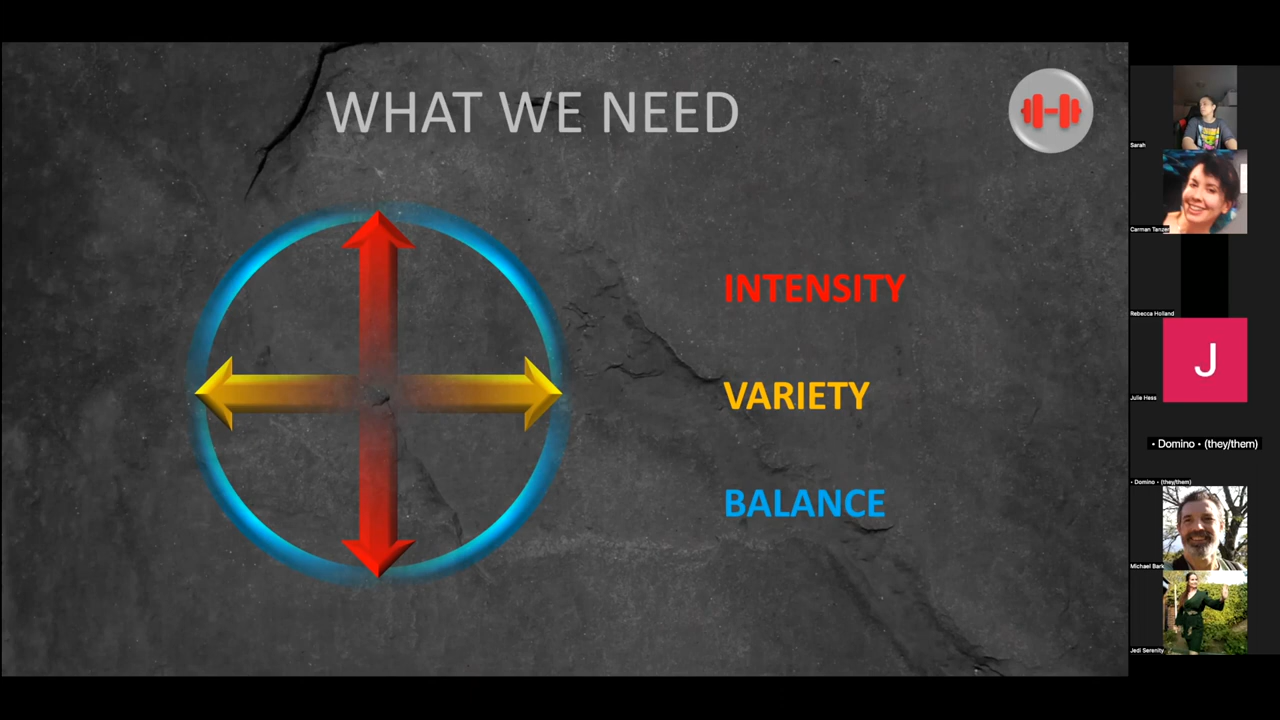 WHAT WE NEED
INTENSITY
VARIETY
BALANCE
Sarah
Carman Tanzer
Rebecca Holland
J
Julie Hess
• Domino • (they/them)
• Domino • (they/them)
Michael Bark
Jedi Serenity